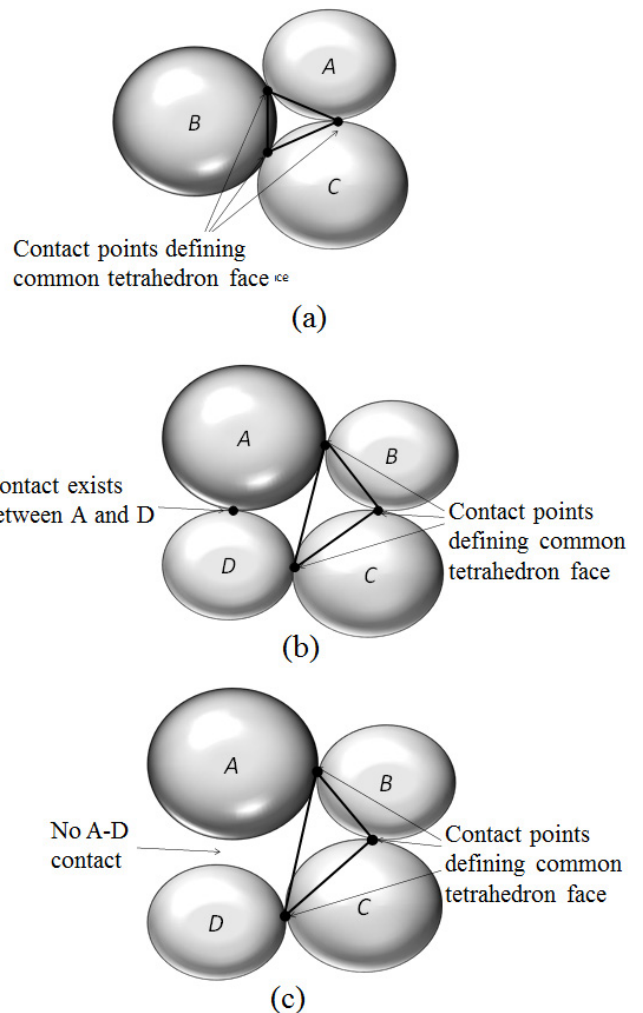 A
B
C
Contact points defining
common tetrahedron face ice
(a)
A
B
ontact exists
etween A and D
Contact points
defining common
tetrahedron face
D
C
(b)
A
B
No A-D
contact
Contact points
defining common
tetrahedron face
D
C
(c)